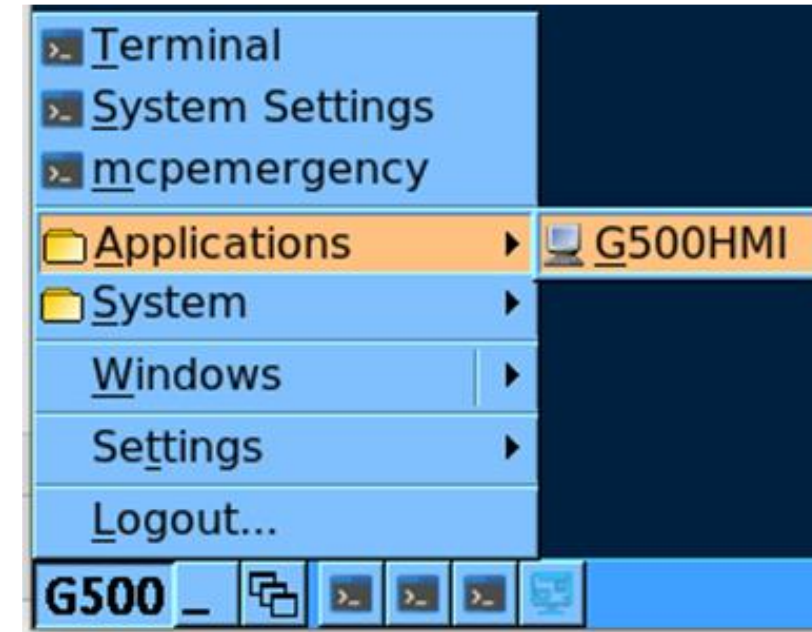 Terminal
System Settings
mcpemergency
Applications
G500HMI
System
Windows
Settings
Logout...
G500